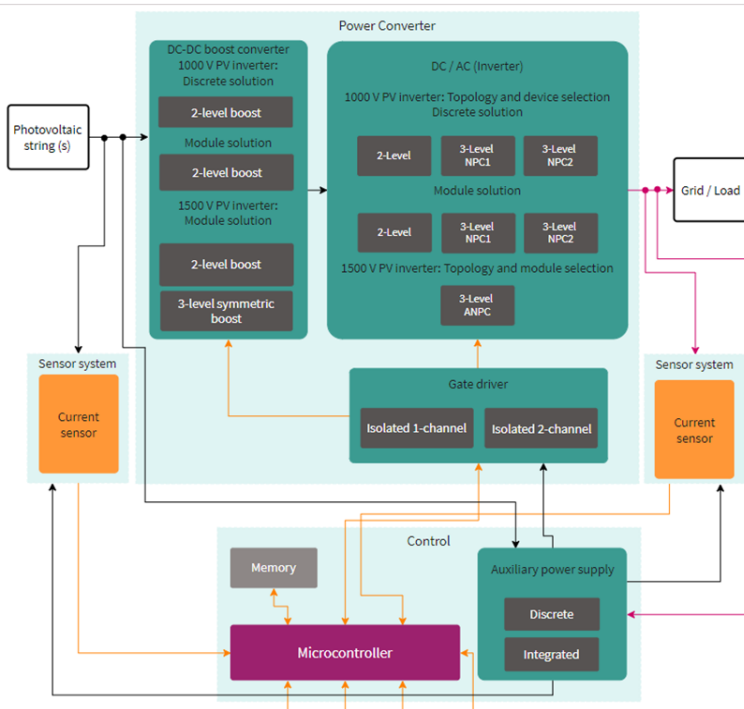 Power Converter
DC-DC boost converter
1000 V PV inverter:
Discrete solution
2-level boost
Module solution
2-level boost
1500 V PV inverter:
Module solution
2-level boost
3-level symmetric
boost
DC / AC (Inverter)
1000 V PV inverter: Topology and device selection
Discrete solution
2-Level
3-Level
NPC1
3-Level
NPC2
Module solution
2-Level
3-Level
NPC1
3-Level
NPC2
1500 V PV inverter: Topology and module selection
3-Level
ANPC
Photovoltaic
string (s)
Grid / Load
Sensor system
Current
sensor
Gate driver
Isolated 1-channel
Isolated 2-channel
Sensor system
Current
sensor
Control
Memory
Microcontroller
Auxiliary power supply
Discrete
Integrated